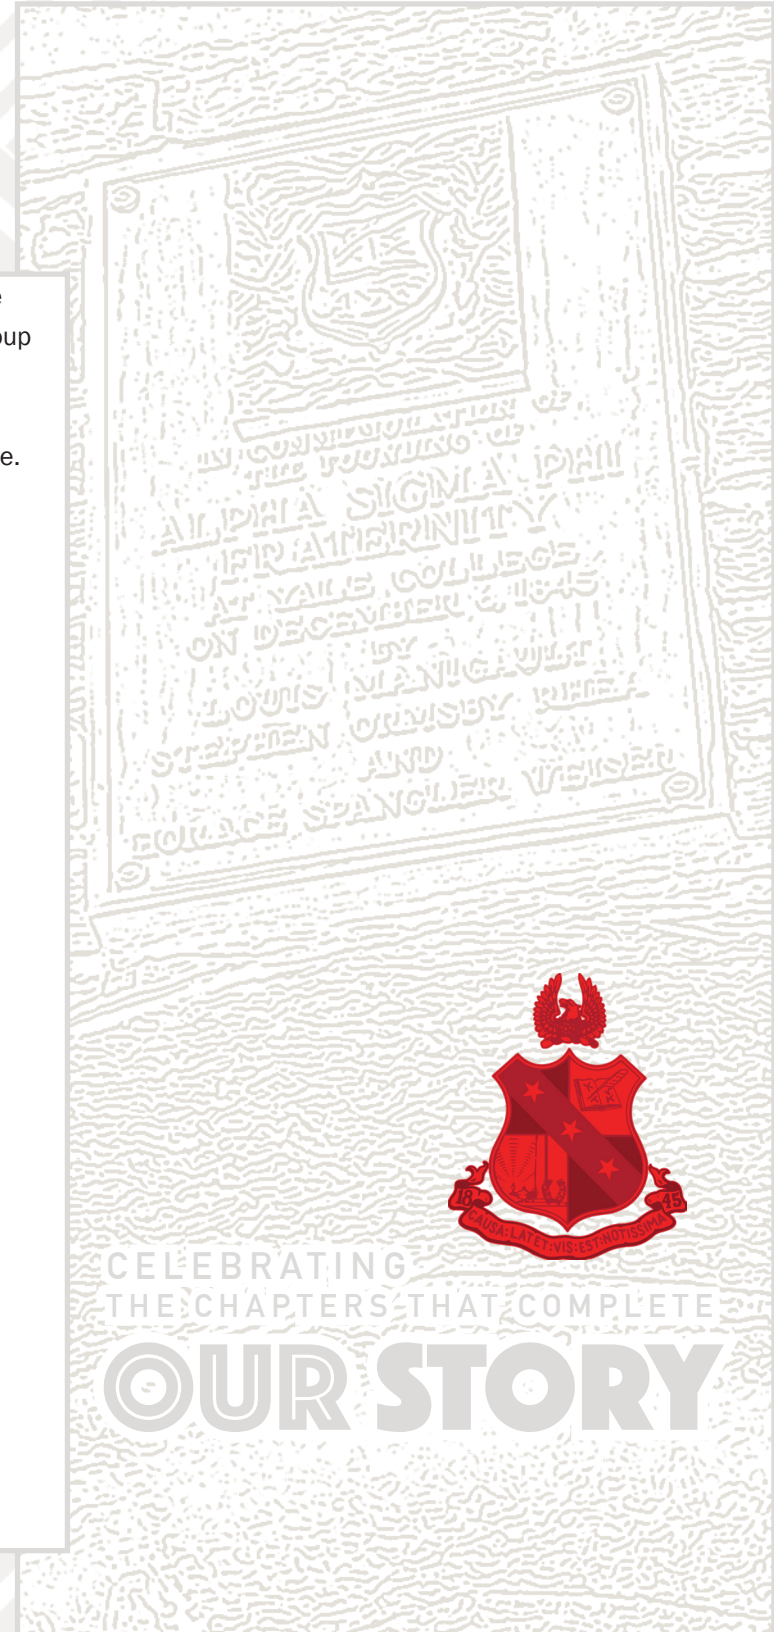 e
oup
e.
IN COMMEMORATION OF
THE FOUNDING OF
ALPHA SIGMA PHI
FRATERNITY
AT YALE COLLEGE
ON DECEMBER 6, 1845
BY
LOUIS MANIGAULT
STEPHEN ORMSBY RHEA
AND
HORACE SPANGLER WEISER
18 45
CAUSA:LATET:VIS:EST:NOTISSIMA
CELEBRATING
THE CHAPTERS THAT COMPLETE
OUR STORY